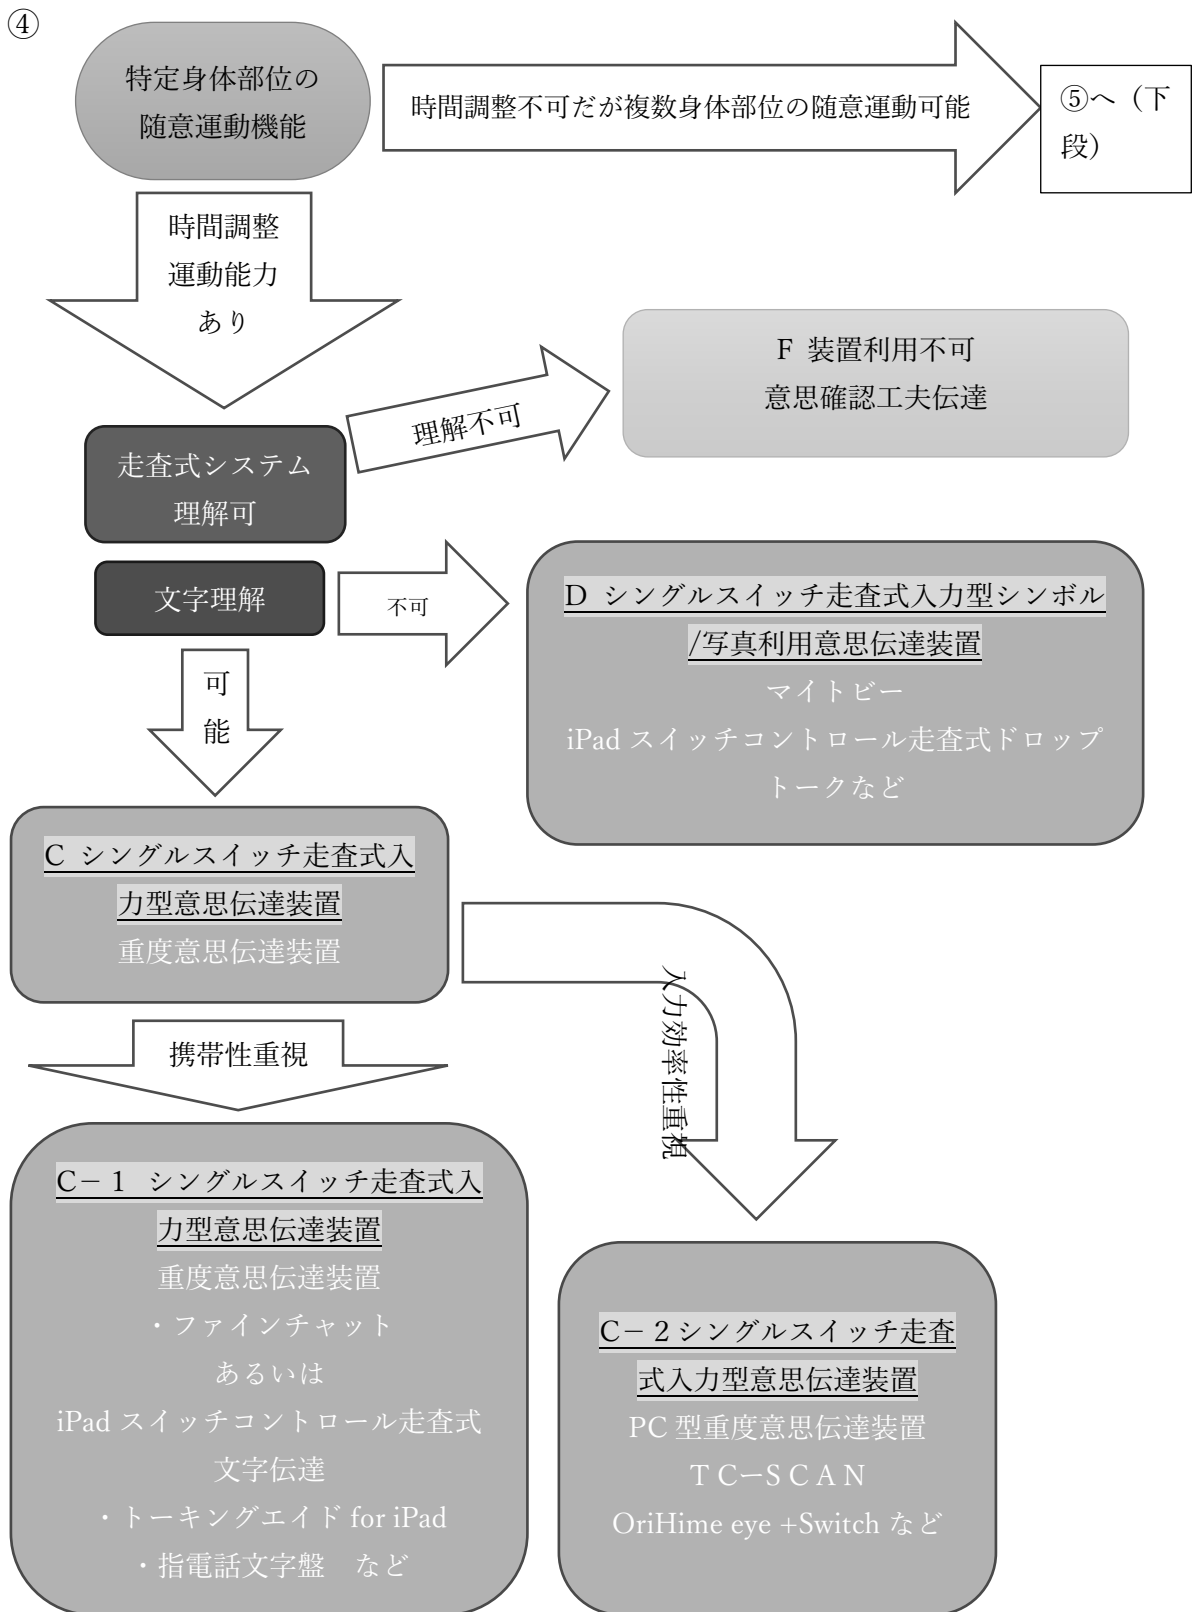 ④
特定身体部位の
随意運動機能
時間調整不可だが複数身体部位の随意運動可能
⑤へ（下
段）
時間調整
運動能力
あり
F 装置利用不可
意思確認工夫伝達
理解不可
走査式システム
理解可
文字理解
不可
D シングルスイッチ走査式入力型シンボル
/写真利用意思伝達装置
マイトビー
iPad スイッチコントロール走査式ドロップ
トークなど
可
能
C シングルスイッチ走査式入
力型意思伝達装置
重度意思伝達装置
入力効率性重視
携帯性重視
C－１ シングルスイッチ走査式入
力型意思伝達装置
重度意思伝達装置
・ファインチャット
あるいは
iPad スイッチコントロール走査式
文字伝達
・トーキングエイド for iPad
・指電話文字盤　など
C－２シングルスイッチ走査
式入力型意思伝達装置
PC 型重度意思伝達装置
ＴＣ－ＳＣＡＮ
OriHime eye +Switch など